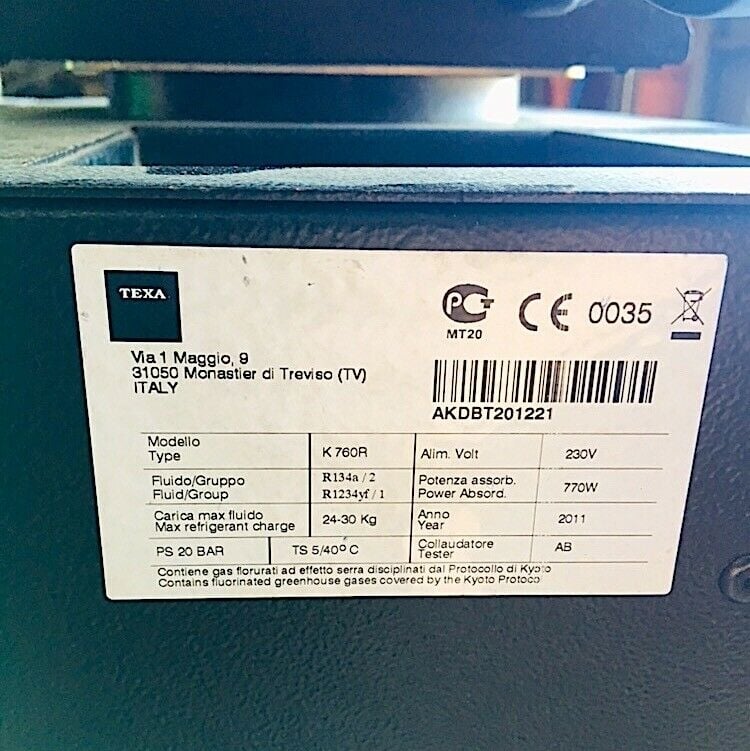 TEXA
PCT
MT20
CE 0035
Via 1 Maggio, 9
31050 Monastier di Treviso (TV)
ITALY
AKDBT201221
Modello
Type
K 760R
Alim. Volt
230V
Fluido/Gruppo
Fluid/Group
R134a / 2
R1234yf / 1
Potenza assorb.
Power Absord.
770W
Carica max fluido
Max refrigerant charge
24-30 Kg
Anno
Year
2011
PS 20 BAR
TS 5/40° C
Collaudatore
Tester
AB
Contiene gas florurati ad effetto serra disciplinati dal Protocollo di Kyoto
Contains fluorinated greenhouse gases covered by the Kyoto Protoco